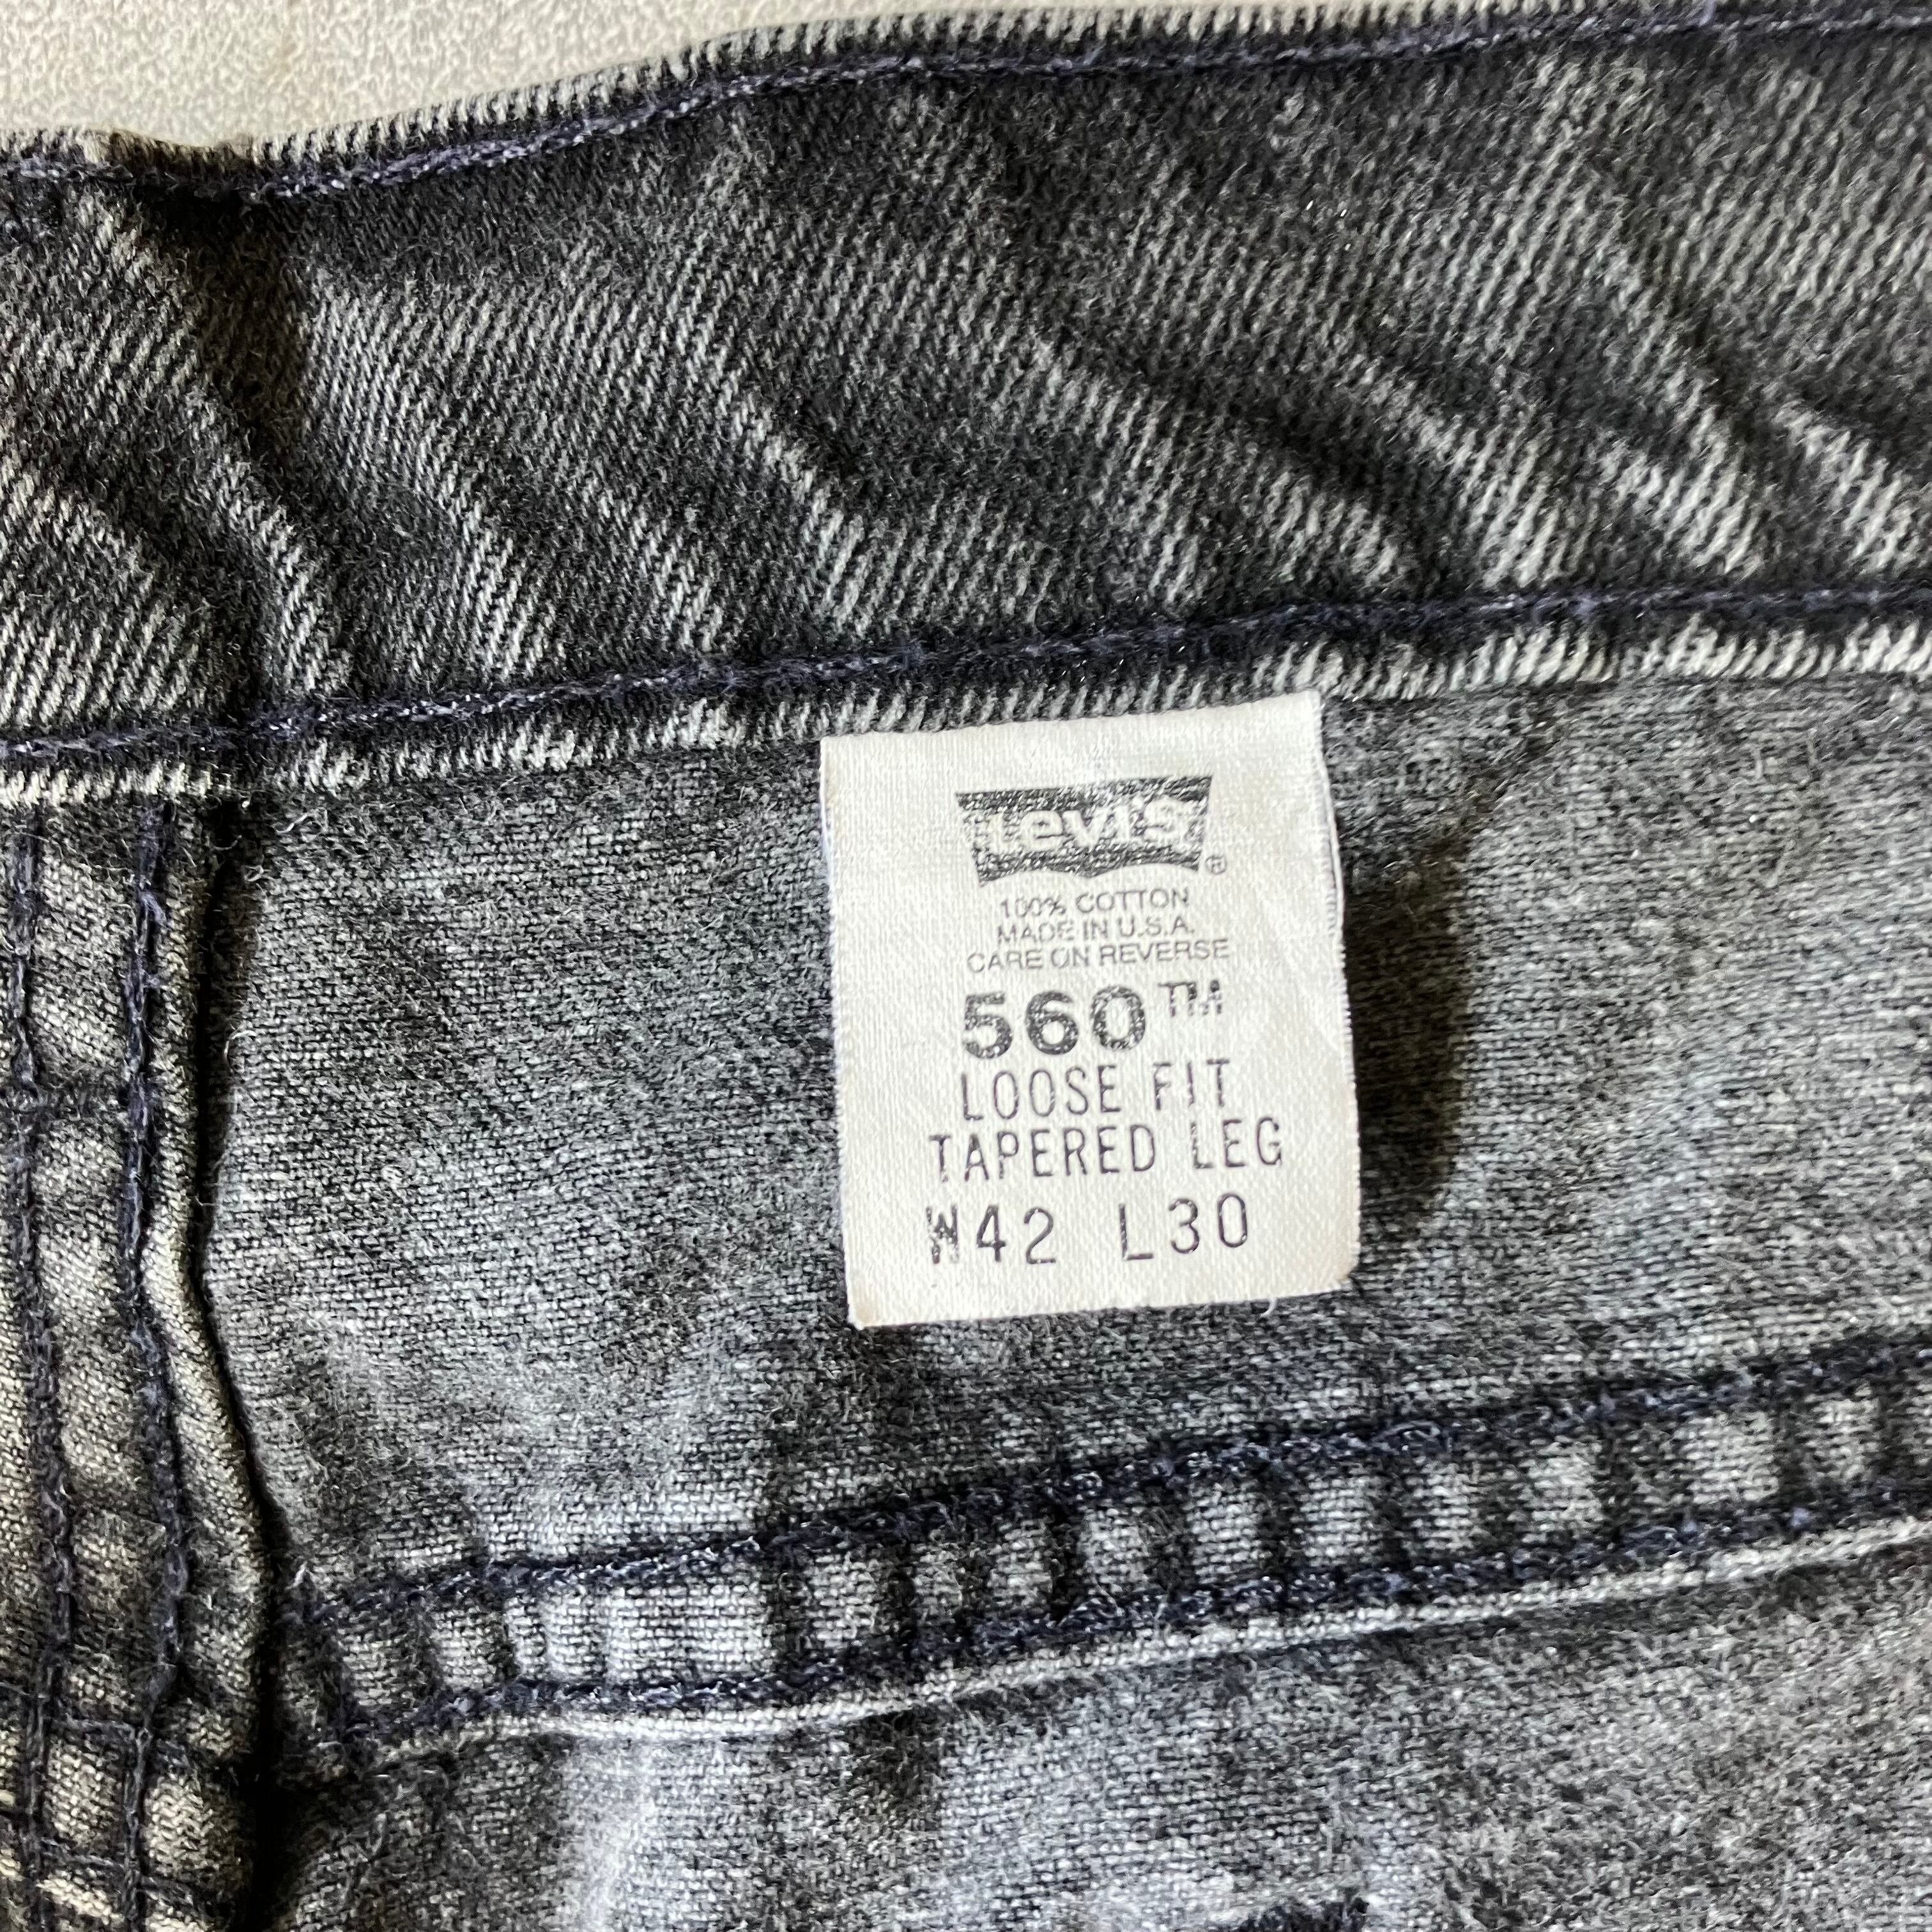 Levi's ®
100% COTTON
MADE IN U.S.A.
CARE ON REVERSE
560™
LOOSE FIT
TAPERED LEG
W42 L30